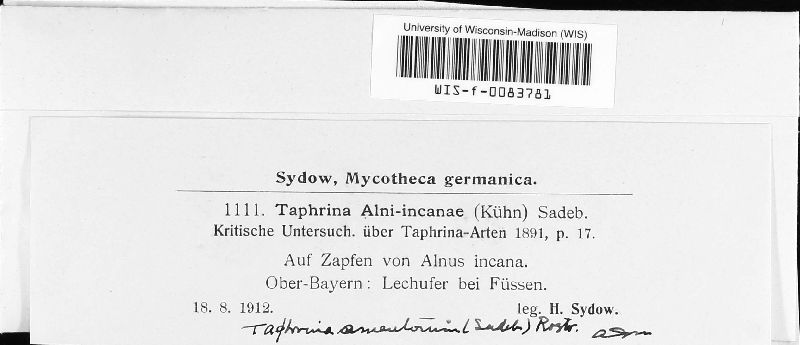 University of Wisconsin-Madison (WIS)
WIS-f-0083781
Sydow, Mycotheca germanica.
1111. Taphrina Alni-incanae (Kühn) Sadeb.
Kritische Untersuch. über Taphrina-Arten 1891, p. 17.
Auf Zapfen von Alnus incana.
Ober-Bayern: Lechufer bei Füssen.
18. 8. 1912. leg. H. Sydow.
Taphrina amentorum (Sadeb.) Rostr.